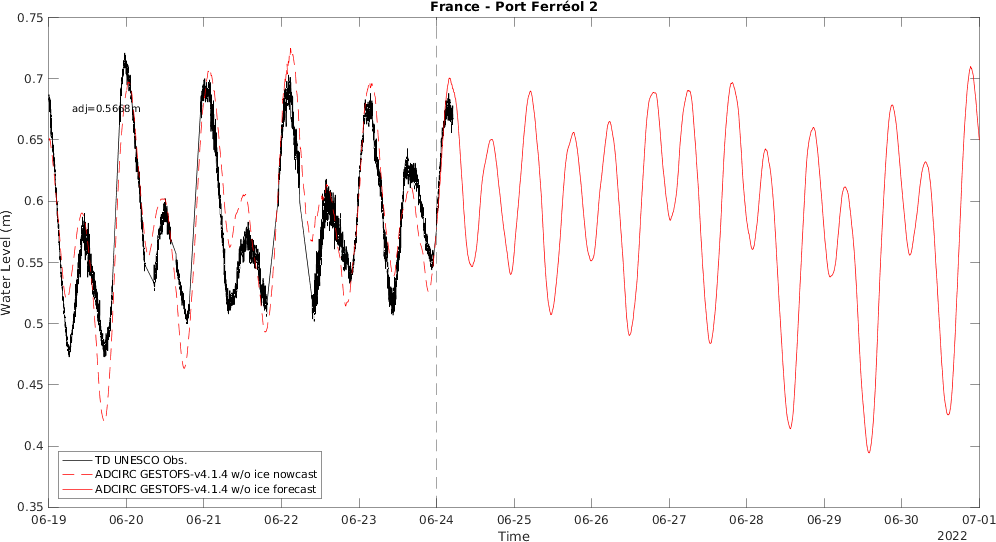 France - Port Ferréol 2
0.75
0.7
adj=0.5668m
0.65
0.6
0.55
0.5
0.45
0.4
0.35
Water Level (m)
TD UNESCO Obs.
ADCIRC GESTOFS-v4.1.4 w/o ice nowcast
ADCIRC GESTOFS-v4.1.4 w/o ice forecast
06-19 06-20 06-21 06-22 06-23 06-24 06-25 06-26 06-27 06-28 06-29 06-30 07-01
Time
2022